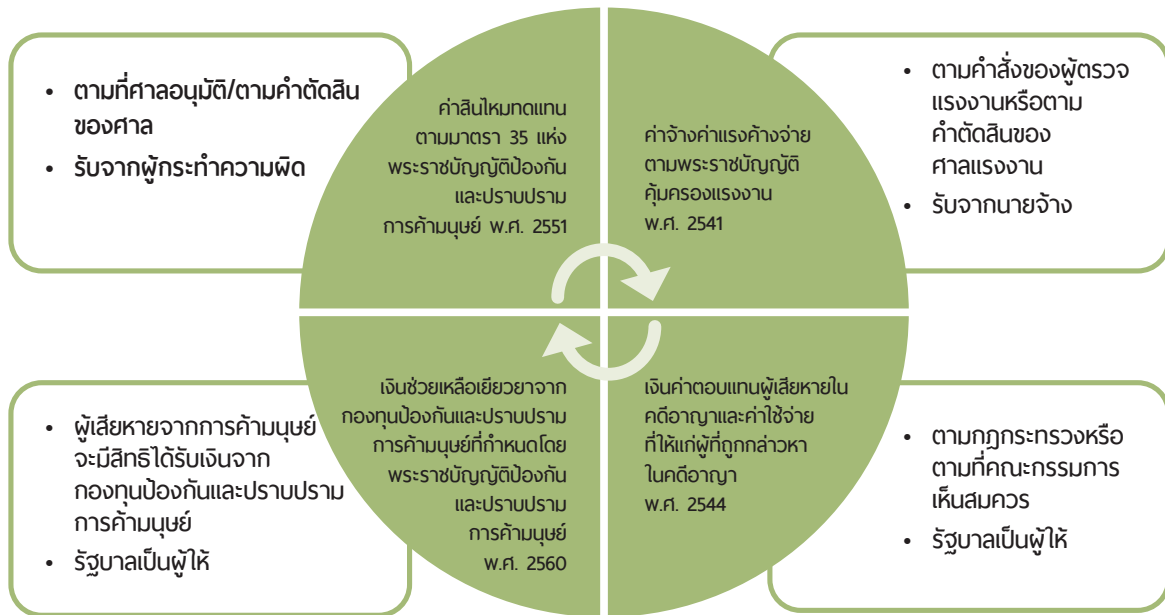 • ตามที่ศาลอนุมัติ/ตามคำตัดสิน
ของศาล
• รับจากผู้กระทำความผิด
ค่าสินไหมทดแทน
ตามมาตรา 35 แห่ง
พระราชบัญญัติป้องกัน
และปราบปราม
การค้ามนุษย์ พ.ศ. 2551
ค่าจ้างค่าแรงค้างจ่าย
ตามพระราชบัญญัติ
คุ้มครองแรงงาน
พ.ศ. 2541
• ตามคำสั่งของผู้ตรวจ
แรงงานหรือตาม
คำตัดสินของ
ศาลแรงงาน
• รับจากนายจ้าง
• ผู้เสียหายจากการค้ามนุษย์
จะมีสิทธิได้รับเงินจาก
กองทุนป้องกันและปราบปราม
การค้ามนุษย์
• รัฐบาลเป็นผู้ให้
เงินช่วยเหลือเยียวยาจาก
กองทุนป้องกันและปราบปราม
การค้ามนุษย์ที่กำหนดโดย
พระราชบัญญัติป้องกัน
และปราบปราม
การค้ามนุษย์
พ.ศ. 2560
เงินค่าตอบแทนผู้เสียหายใน
คดีอาญาและค่าใช้จ่าย
ที่ให้แก่ผู้ที่ถูกกล่าวหา
ในคดีอาญา
พ.ศ. 2544
• ตามกฎกระทรวงหรือ
ตามที่คณะกรรมการ
เห็นสมควร
• รัฐบาลเป็นผู้ให้